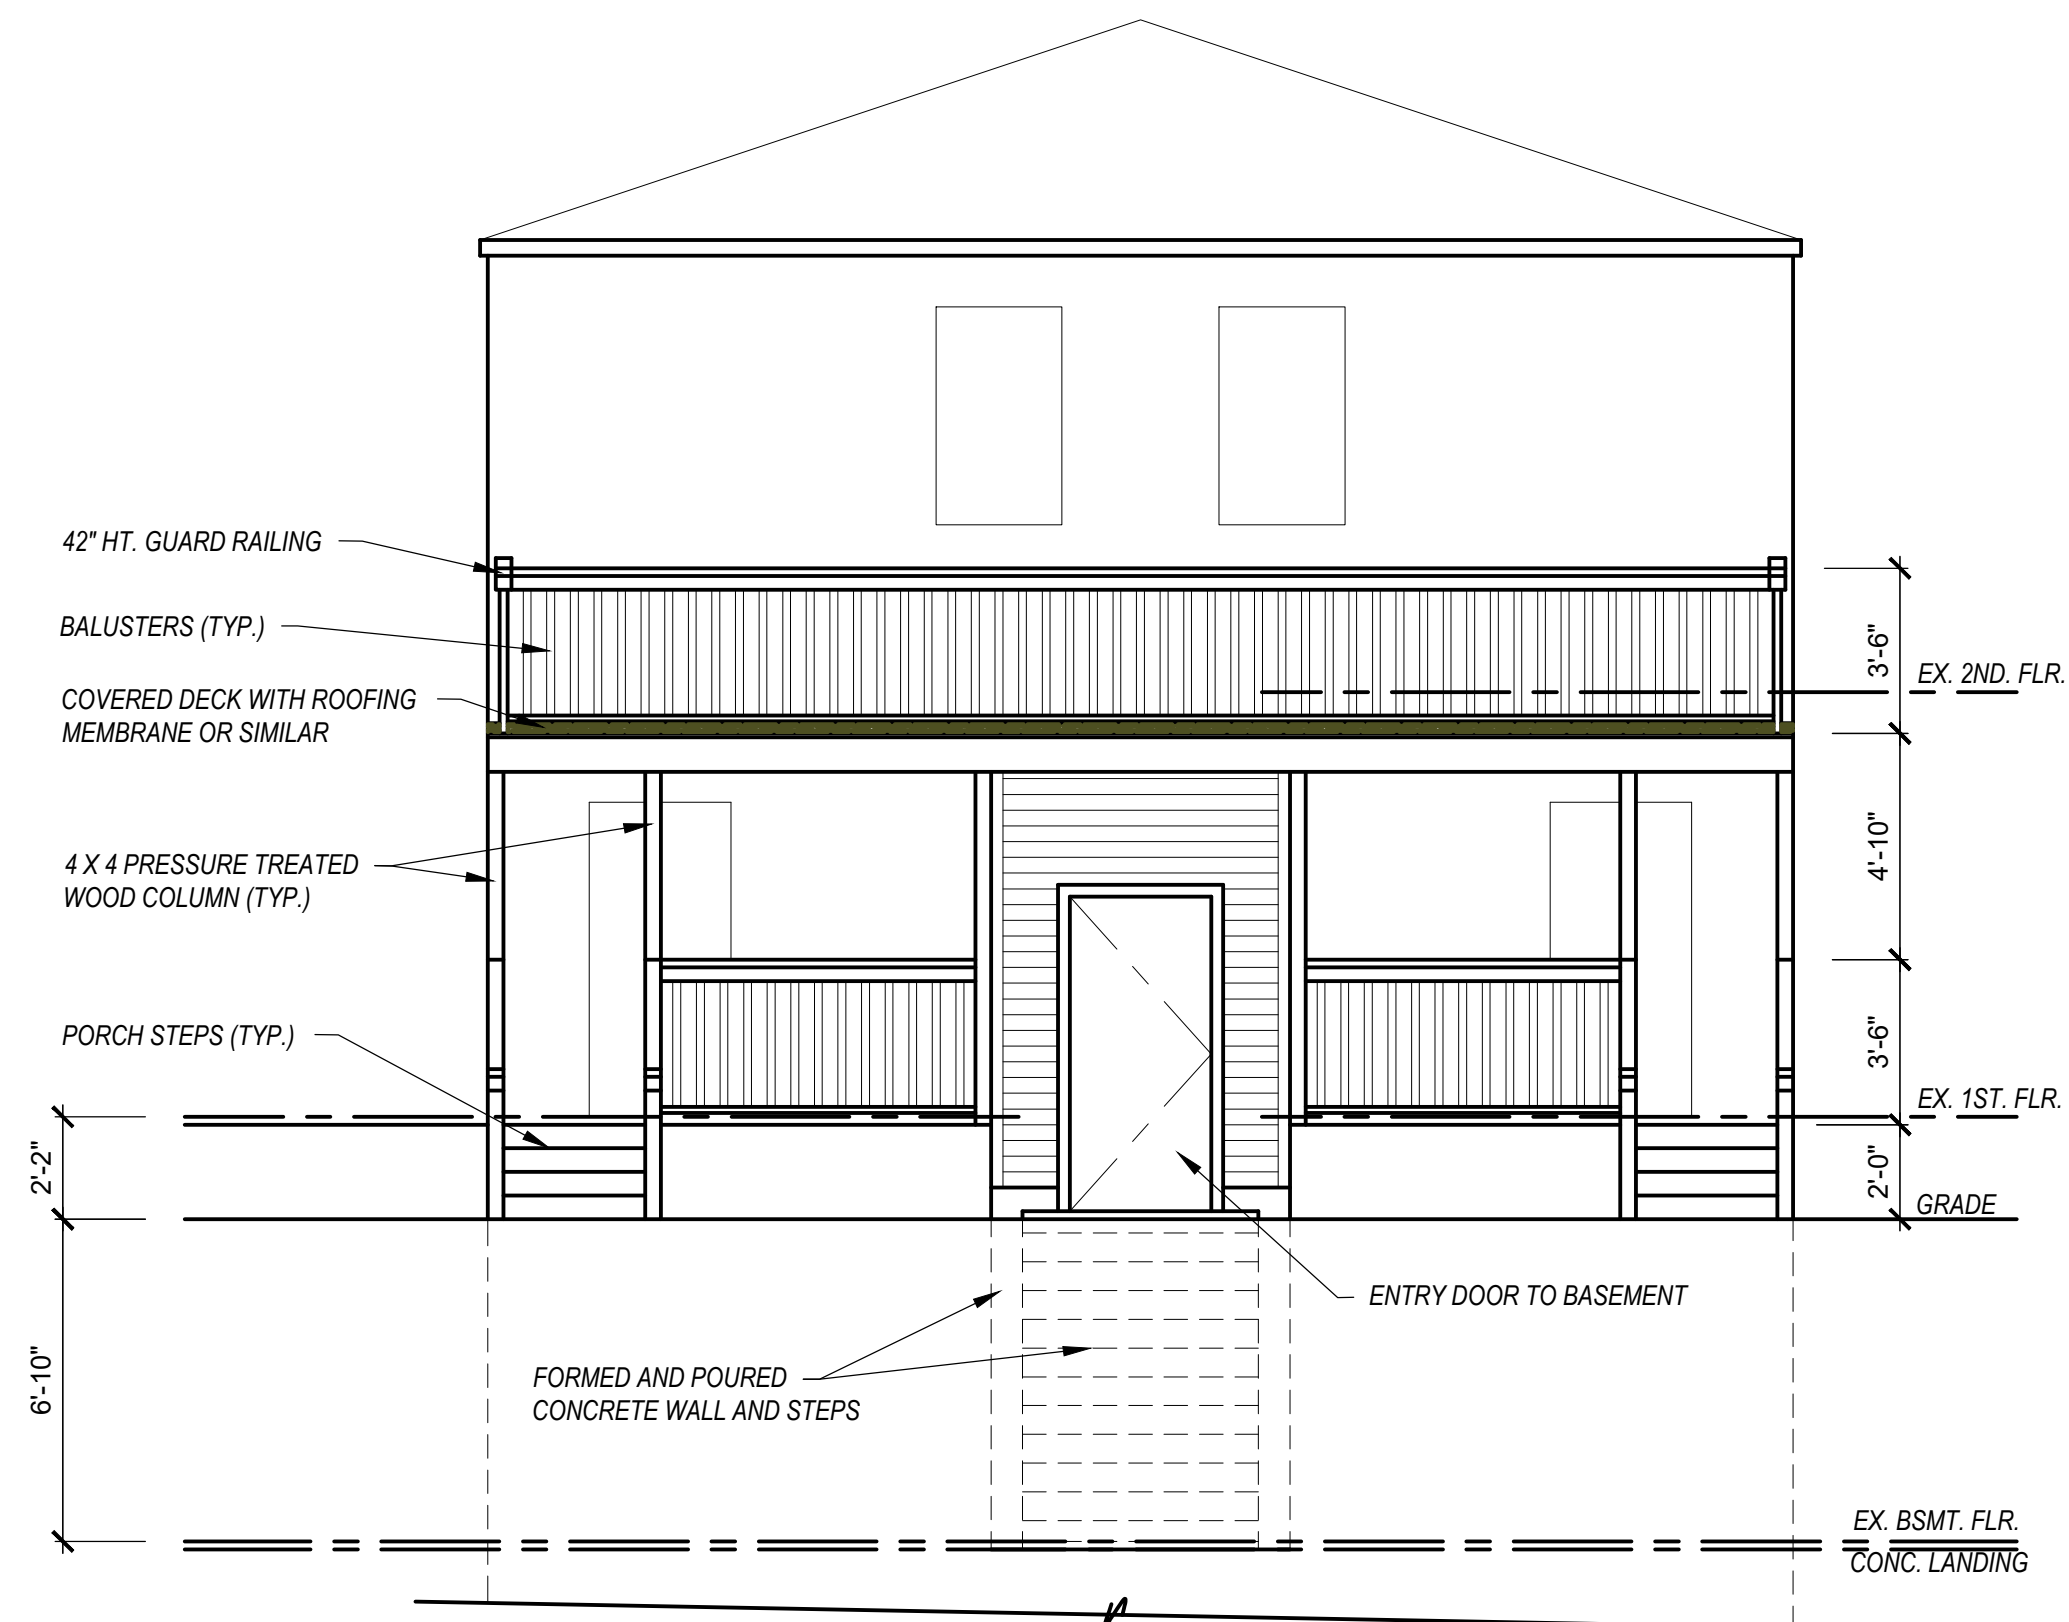 42" HT. GUARD RAILING
BALUSTERS (TYP.)
3'-6"
EX. 2ND. FLR.
COVERED DECK WITH ROOFING
MEMBRANE OR SIMILAR
4 X 4 PRESSURE TREATED
WOOD COLUMN (TYP.)
4'-10"
PORCH STEPS (TYP.)
3'-6"
EX. 1ST. FLR.
2'-2"
2'-0"
GRADE
ENTRY DOOR TO BASEMENT
6'-10"
FORMED AND POURED
CONCRETE WALL AND STEPS
EX. BSMT. FLR.
CONC. LANDING